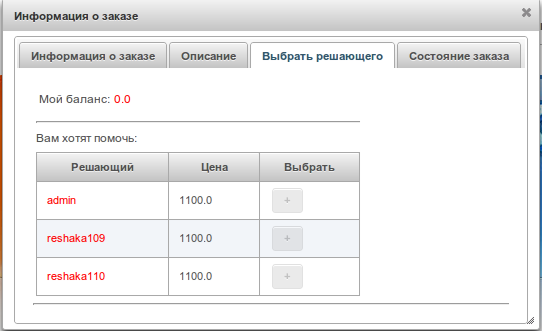 Информация о заказе
Информация о заказе Описание Выбрать решающего Состояние заказа
Мой баланс: 0.0
Вам хотят помочь:
Решающий Цена Выбрать
admin 1100.0 +
reshaka109 1100.0 +
reshaka110 1100.0 +